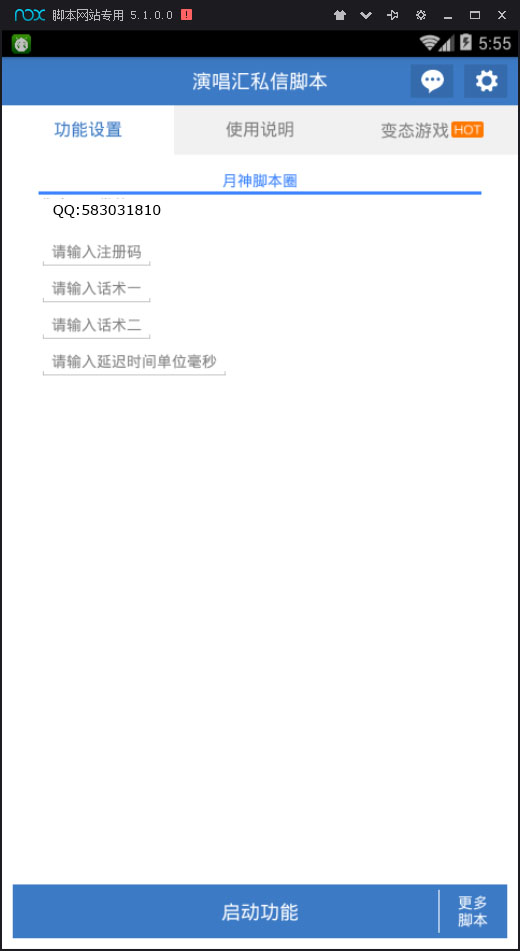 nox 脚本网站专用 5.1.0.0
5:55
演唱汇私信脚本
功能设置 使用说明 变态游戏 HOT
月神脚本圈
QQ:583031810
请输入注册码
请输入话术一
请输入话术二
请输入延迟时间单位毫秒
启动功能 更多
脚本